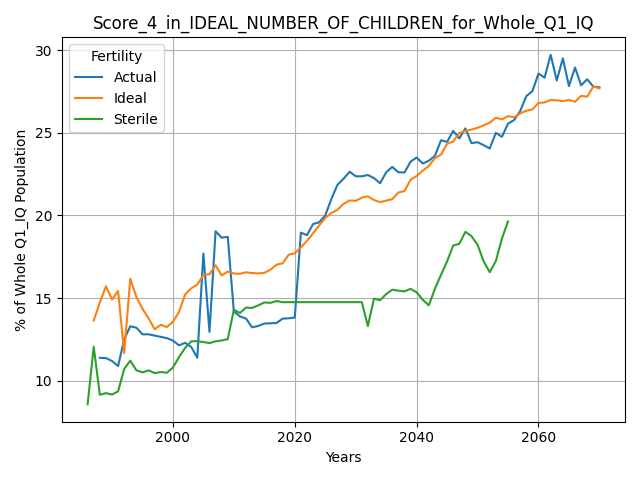 Score_4_in_IDEAL_NUMBER_OF_CHILDREN_for_Whole_Q1_IQ
Fertility
Actual
Ideal
Sterile
% of Whole Q1_IQ Population
30
25
20
15
10
2000
2020
2040
2060
Years